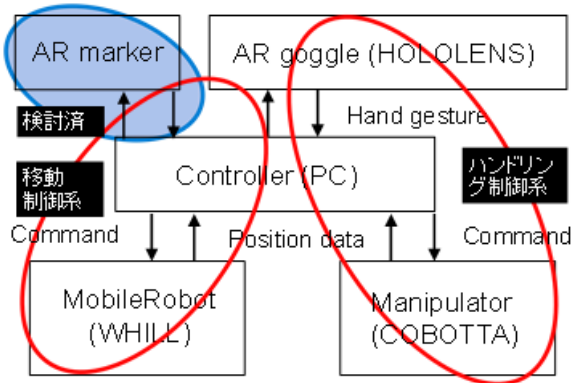 AR marker
AR goggle (HOLOLENS)
検討済
Hand gesture
移動
制御系
Controller (PC)
ハンドリン
グ制御系
Command
Position data
Command
MobileRobot
(WHILL)
Manipulator
(COBOTTA)